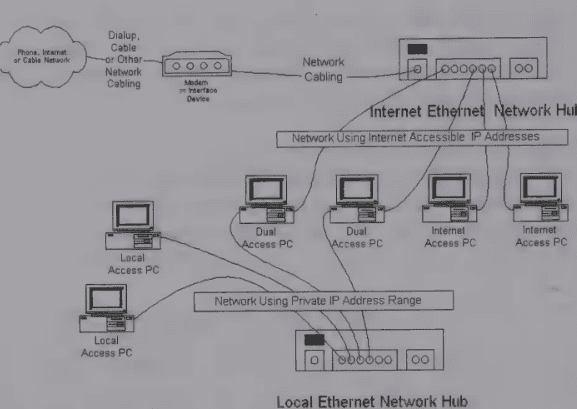 Phone, Internet
or Cable Network
Dialup,
Cable
or Other
Network
Cabling
Modem
or Interface
Device
Network
Cabling
Internet Ethernet Network Hub
Network Using Internet Accessible IP Addresses
Dual
Access PC
Dual
Access PC
Internet
Access PC
Internet
Access PC
Local
Access PC
Local
Access PC
Network Using Private IP Address Range
Local Ethernet Network Hub